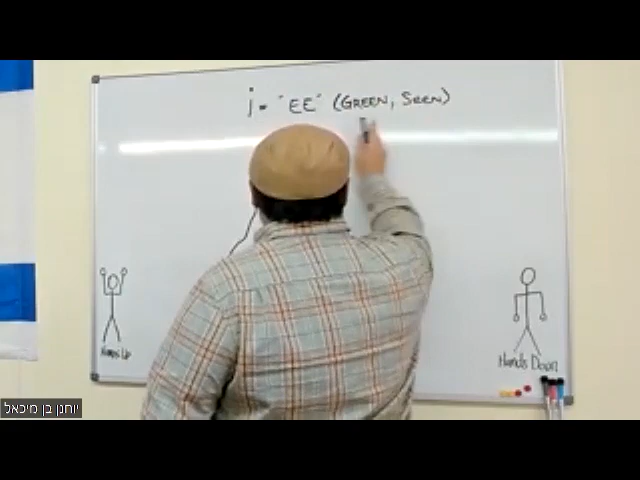 j = "EE" (GREEN, SEEN)
Hands Up
Hands Down
יוחנן בן מיכאל